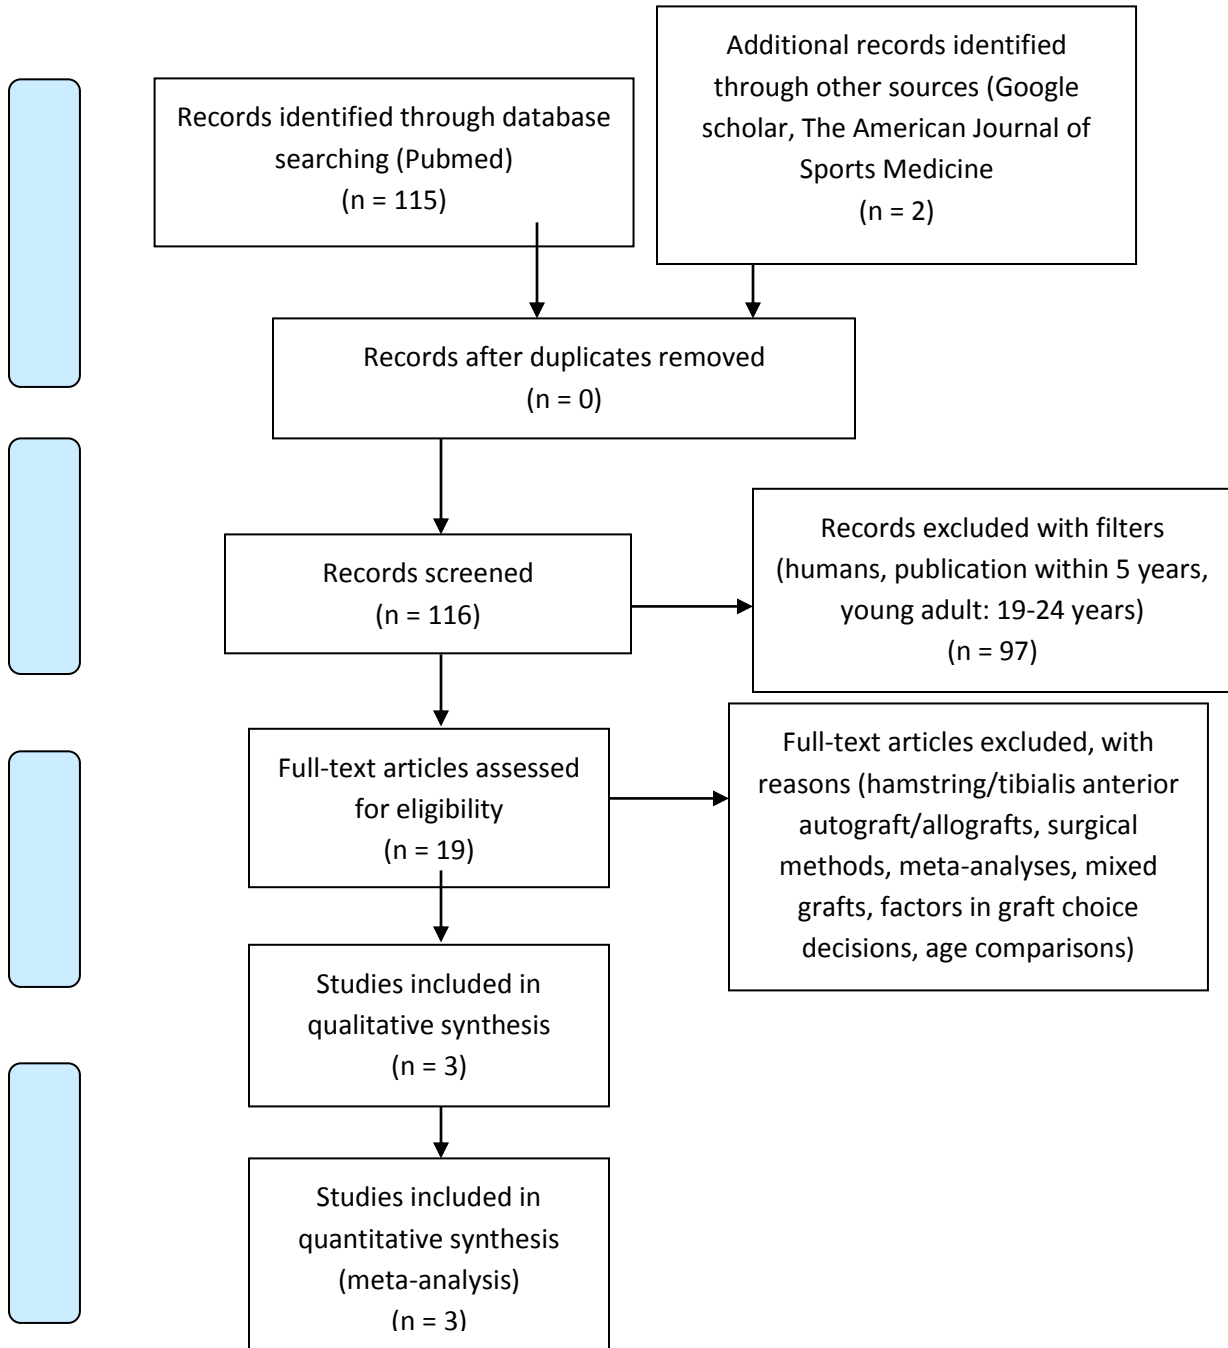 Records identified through database
searching (Pubmed)
(n = 115)
Additional records identified
through other sources (Google
scholar, The American Journal of
Sports Medicine
(n = 2)
Records after duplicates removed
(n = 0)
Records screened
(n = 116)
Records excluded with filters
(humans, publication within 5 years,
young adult: 19-24 years)
(n = 97)
Full-text articles assessed
for eligibility
(n = 19)
Full-text articles excluded, with
reasons (hamstring/tibialis anterior
autograft/allografts, surgical
methods, meta-analyses, mixed
grafts, factors in graft choice
decisions, age comparisons)
Studies included in
qualitative synthesis
(n = 3)
Studies included in
quantitative synthesis
(meta-analysis)
(n = 3)